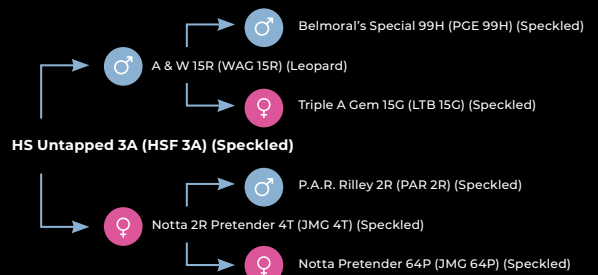 Belmoral's Special 99H (PGE 99H) (Speckled)
A & W 15R (WAG 15R) (Leopard)
Triple A Gem 15G (LTB 15G) (Speckled)
HS Untapped 3A (HSF 3A) (Speckled)
P.A.R. Rilley 2R (PAR 2R) (Speckled)
Notta 2R Pretender 4T (JMG 4T) (Speckled)
Notta Pretender 64P (JMG 64P) (Speckled)